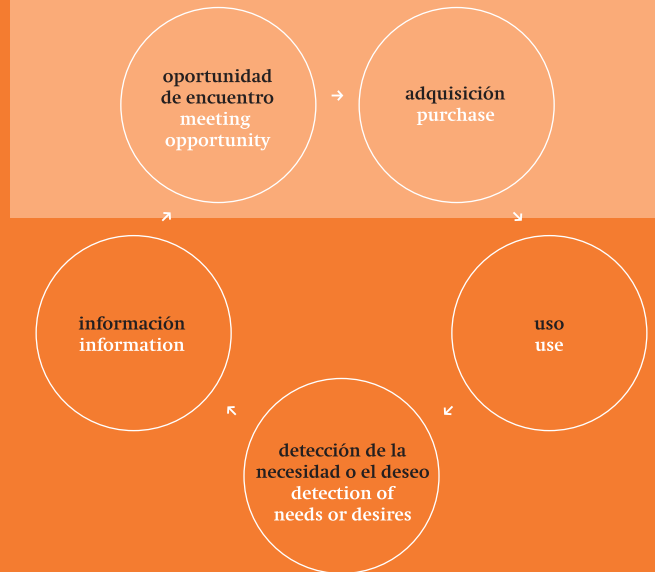 oportunidad
de encuentro
meeting
opportunity
adquisición
purchase
información
information
uso
use
detección de la
necesidad o el deseo
detection of
needs or desires